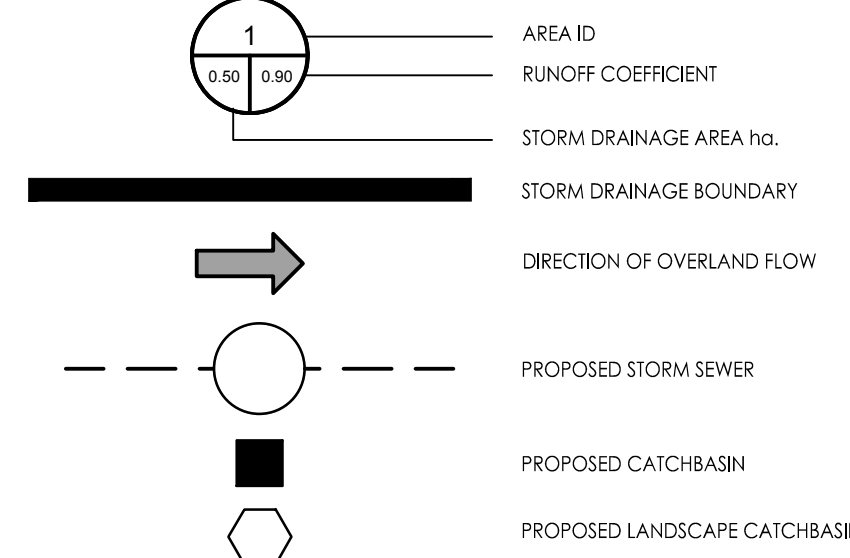 1
AREA ID
0.50 0.90
RUNOFF COEFFICIENT
STORM DRAINAGE AREA ha.
STORM DRAINAGE BOUNDARY
DIRECTION OF OVERLAND FLOW
PROPOSED STORM SEWER
PROPOSED CATCHBASIN
PROPOSED LANDSCAPE CATCHBASI